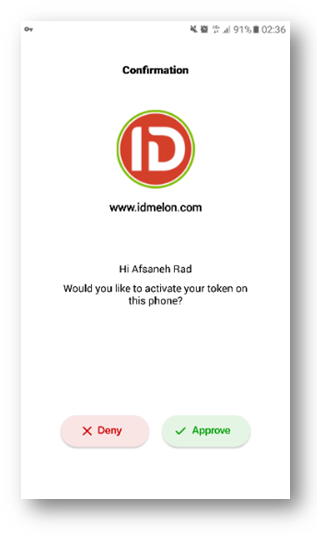 91% 02:36
Confirmation
ID
www.idmelon.com
Hi Afsaneh Rad
Would you like to activate your token on
this phone?
Deny Approve